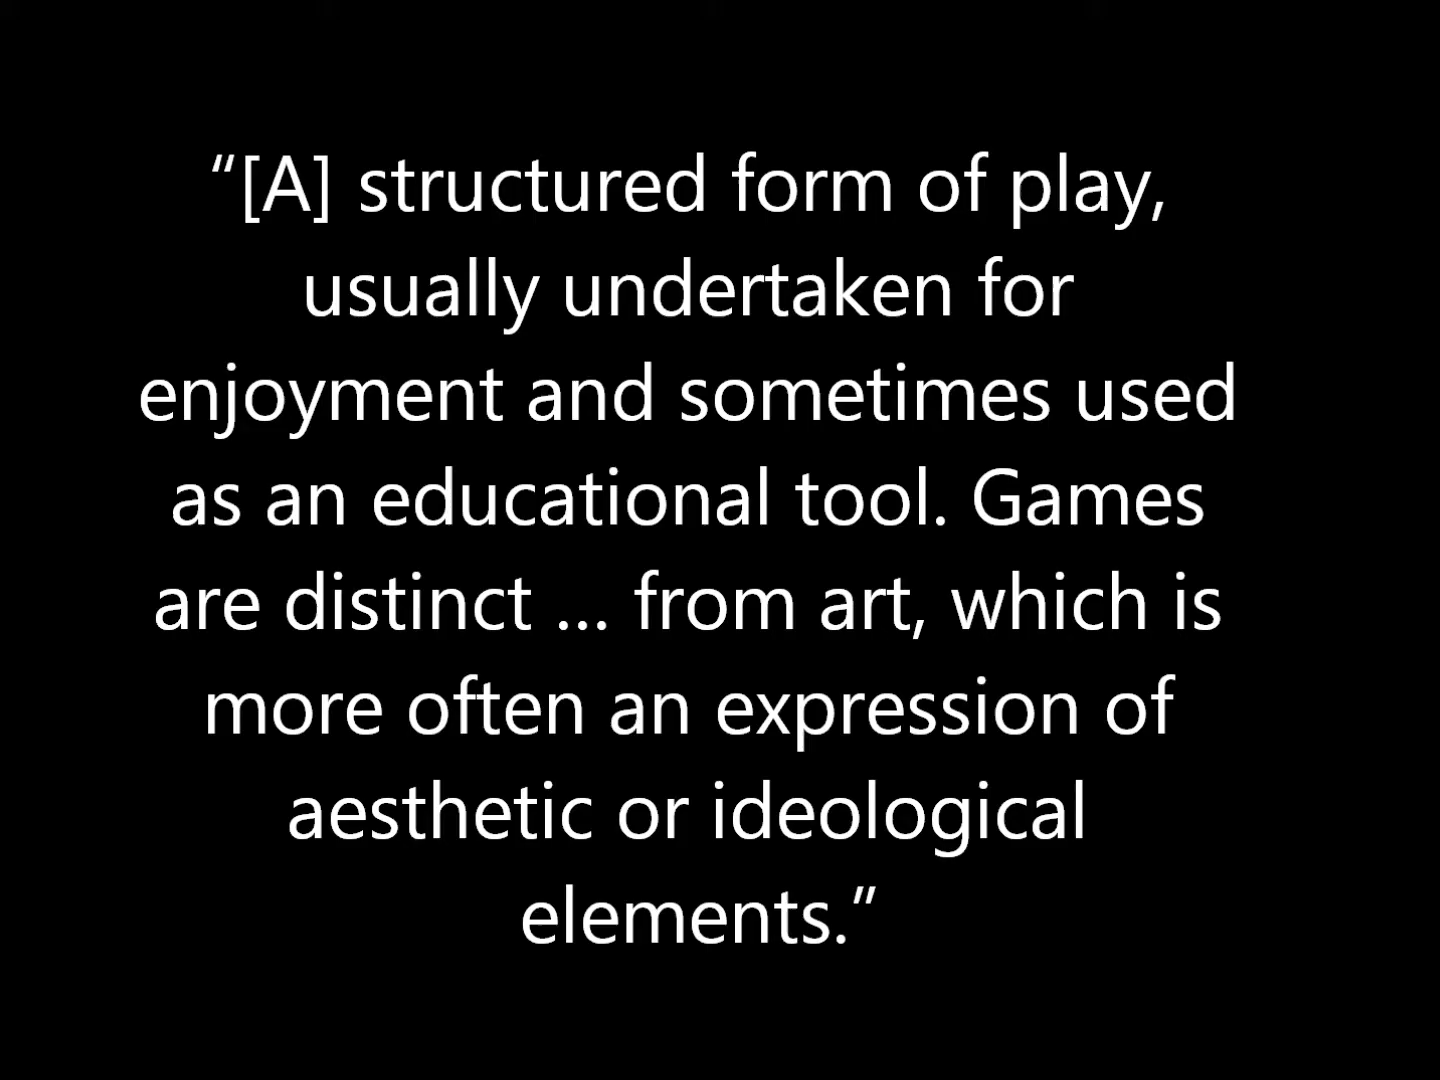 “[A] structured form of play,
usually undertaken for
enjoyment and sometimes used
as an educational tool. Games
are distinct ... from art, which is
more often an expression of
aesthetic or ideological
elements.”